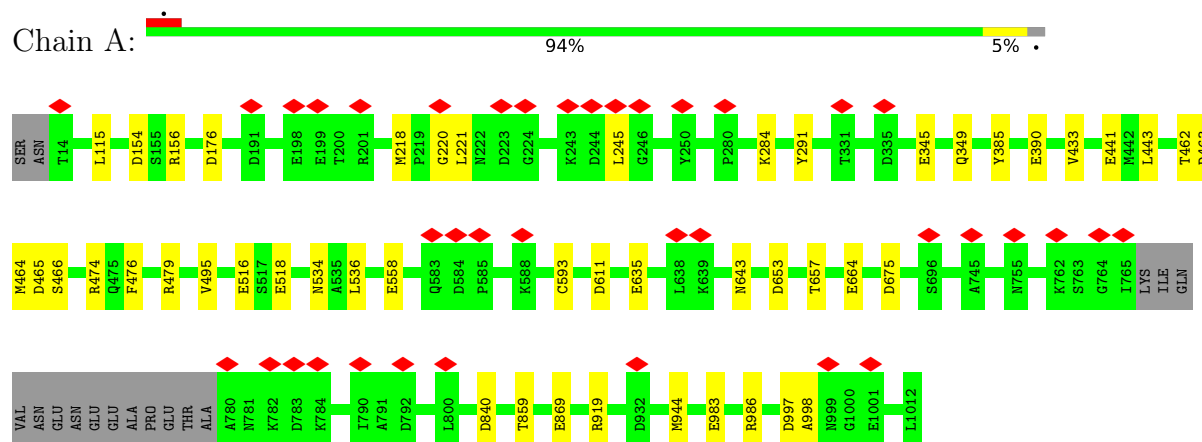 Chain A:
94%
5%
SER ASN T14 L115 D154 S155 R156 D176 D191 E198 E199 T200 R201 M218 P219 G220 L221 N222 D223 G224 K243 D244 L245 G246 Y250 P280 K284 Y291 T331 D335 E345 Q349 Y385 E390 V433 E441 M442 L443 T462
M464 D465 S466 R474 Q475 F476 R479 V495 E516 S517 E518 N534 A535 L536 E558 Q583 D584 P585 K588 C593 D611 E635 L638 K639 N643 D653 T657 E664 D675 S696 A745 N755 K762 S763 G764 I765 LYS ILE GLN
VAL ASN GLU ASN GLU GLU ALA PRO GLU THR ALA A780 N781 K782 D783 K784 I790 A791 D792 L800 D840 T859 E869 R919 D932 M944 E983 R986 D997 A998 N999 G1000 E1001 L1012